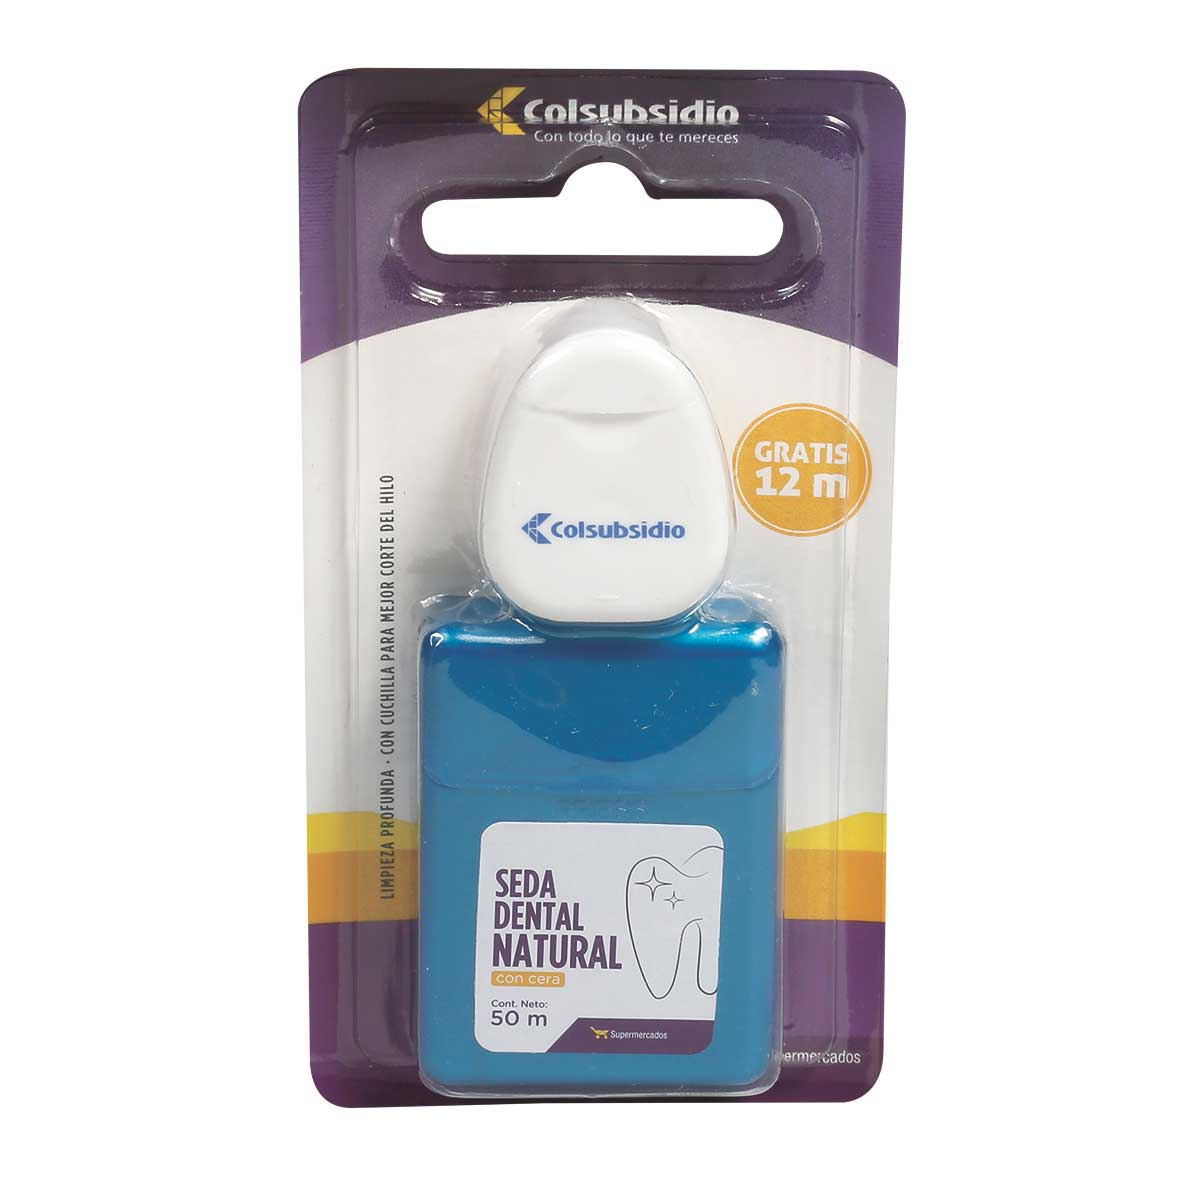 Colsubsidio
Con todo lo que te mereces
GRATIS
12 m
Colsubsidio
LIMPIEZA PROFUNDA · CON CUCHILLA PARA MEJOR CORTE DEL HILO
SEDA
DENTAL
NATURAL
con cera
Cont. Neto:
50 m
Supermercados